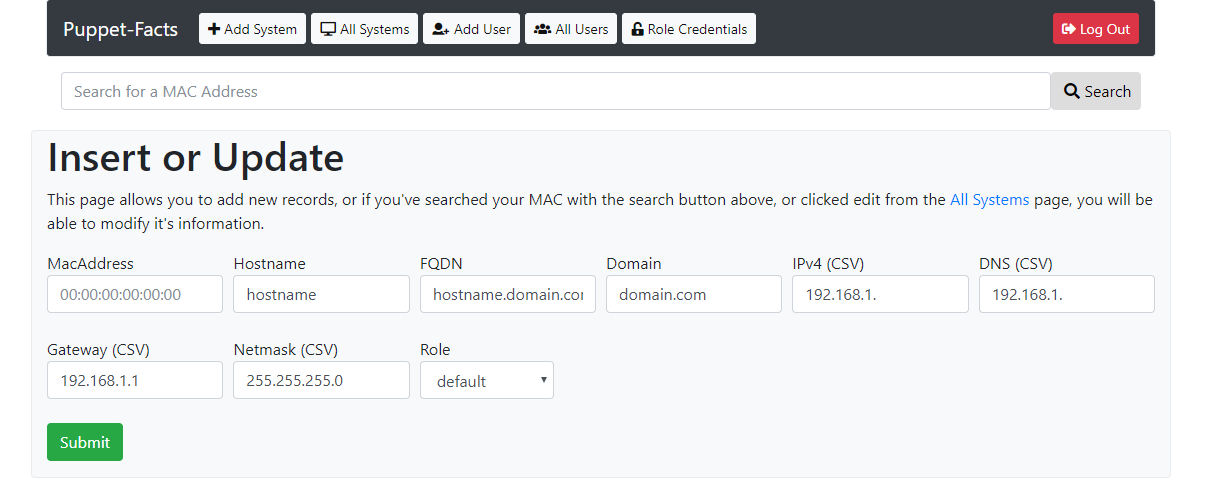 Puppet-Facts Add System All Systems Add User All Users Role Credentials Log Out
Search for a MAC Address Search
Insert or Update
This page allows you to add new records, or if you've searched your MAC with the search button above, or clicked edit from the All Systems page, you will be
able to modify it's information.
MacAddress Hostname FQDN Domain IPv4 (CSV) DNS (CSV)
00:00:00:00:00:00 hostname hostname.domain.com domain.com 192.168.1. 192.168.1.
Gateway (CSV) Netmask (CSV) Role
192.168.1.1 255.255.255.0 default
Submit